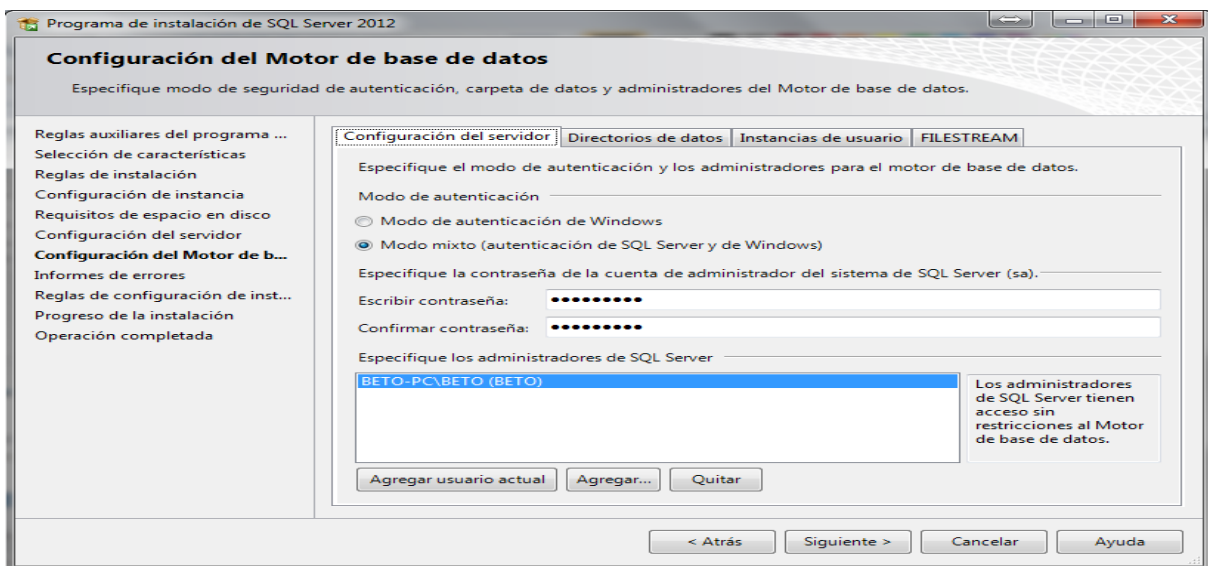 Programa de instalación de SQL Server 2012
Configuración del Motor de base de datos
Especifique modo de seguridad de autenticación, carpeta de datos y administradores del Motor de base de datos.
Reglas auxiliares del programa ...
Selección de características
Reglas de instalación
Configuración de instancia
Requisitos de espacio en disco
Configuración del servidor
Configuración del Motor de b...
Informes de errores
Reglas de configuración de inst...
Progreso de la instalación
Operación completada
Configuración del servidor Directorios de datos Instancias de usuario FILESTREAM
Especifique el modo de autenticación y los administradores para el motor de base de datos.
Modo de autenticación
Modo de autenticación de Windows
Modo mixto (autenticación de SQL Server y de Windows)
Especifique la contraseña de la cuenta de administrador del sistema de SQL Server (sa).
Escribir contraseña: •••••••••
Confirmar contraseña: •••••••••
Especifique los administradores de SQL Server
BETO-PC\BETO (BETO)
Los administradores
de SQL Server tienen
acceso sin
restricciones al Motor
de base de datos.
Agregar usuario actual Agregar... Quitar
< Atrás Siguiente > Cancelar Ayuda